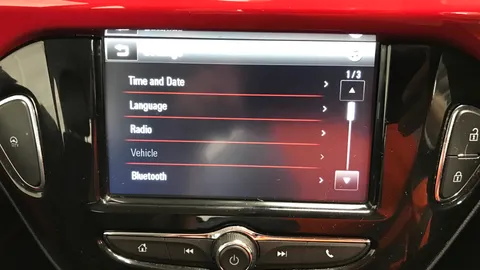 1/3
Time and Date
Language
Radio
Vehicle
Bluetooth